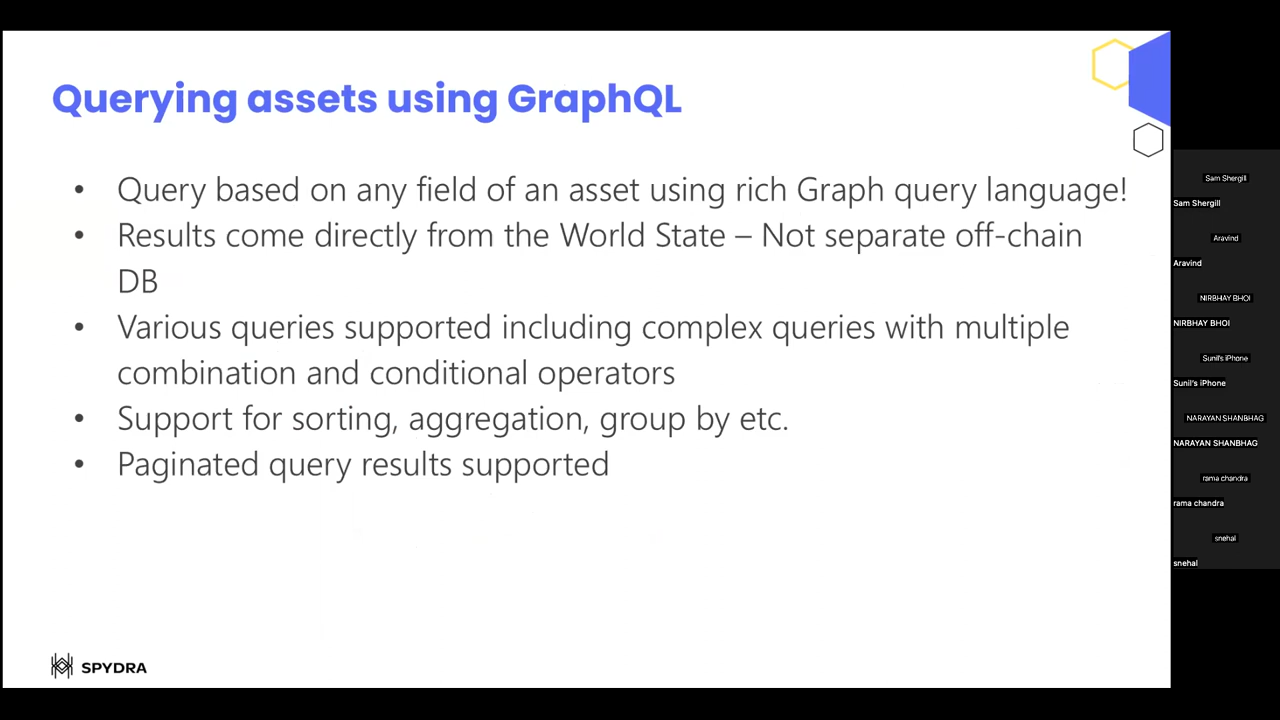 Querying assets using GraphQL
• Query based on any field of an asset using rich Graph query language!
• Results come directly from the World State – Not separate off-chain
DB
• Various queries supported including complex queries with multiple
combination and conditional operators
• Support for sorting, aggregation, group by etc.
• Paginated query results supported
SPYDRA
Sam Shergill
Sam Shergill
Aravind
Aravind
NIRBHAY BHOI
NIRBHAY BHOI
Sunil's iPhone
Sunil's iPhone
NARAYAN SHANBHAG
NARAYAN SHANBHAG
rama chandra
rama chandra
snehal
snehal